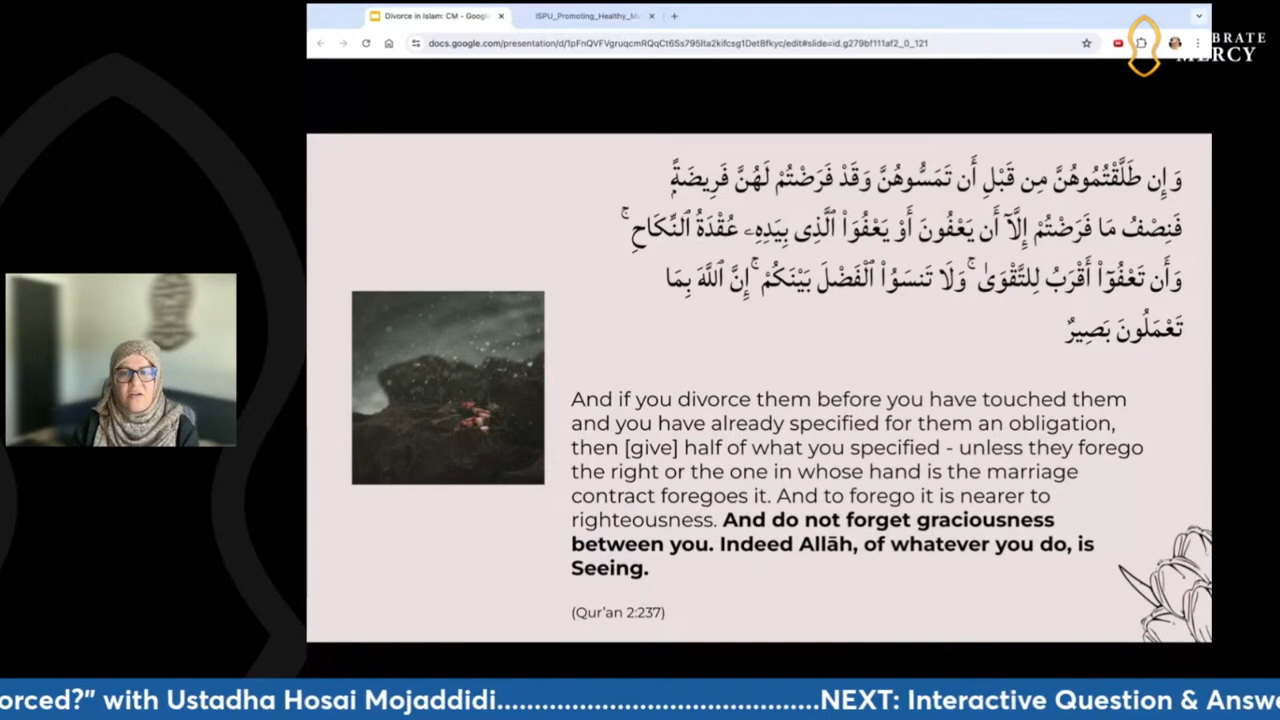 Divorce in Islam: CM - Goog
ISPU_Promoting_Healthy_M
docs.google.com/presentation/d/1pFnQVFVgruqcmRQqCt6Ss795Ita2kifcsg1DetBfkyc/edit#slide=id.g279bf111af2_0_121
BRATE
MERCY
وَإِن طَلَّقْتُمُوهُنَّ مِن قَبْلِ أَن تَمَسُّوهُنَّ وَقَدْ فَرَضْتُمْ لَهُنَّ فَرِيضَةً
فَنِصْفُ مَا فَرَضْتُمْ إِلَّآ أَن يَعْفُونَ أَوْ يَعْفُوَا۟ ٱلَّذِى بِيَدِهِۦ عُقْدَةُ ٱلنِّكَاحِ ۚ
وَأَن تَعْفُوٓا۟ أَقْرَبُ لِلتَّقْوَىٰ ۚ وَلَا تَنسَوُا۟ ٱلْفَضْلَ بَيْنَكُمْ ۚ إِنَّ ٱللَّهَ بِمَا
تَعْمَلُونَ بَصِيرٌ
And if you divorce them before you have touched them
and you have already specified for them an obligation,
then [give] half of what you specified - unless they forego
the right or the one in whose hand is the marriage
contract foregoes it. And to forego it is nearer to
righteousness. And do not forget graciousness
between you. Indeed Allāh, of whatever you do, is
Seeing.
(Qur'an 2:237)
orced?" with Ustadha Hosai Mojaddidi..........................................NEXT: Interactive Question & Answ